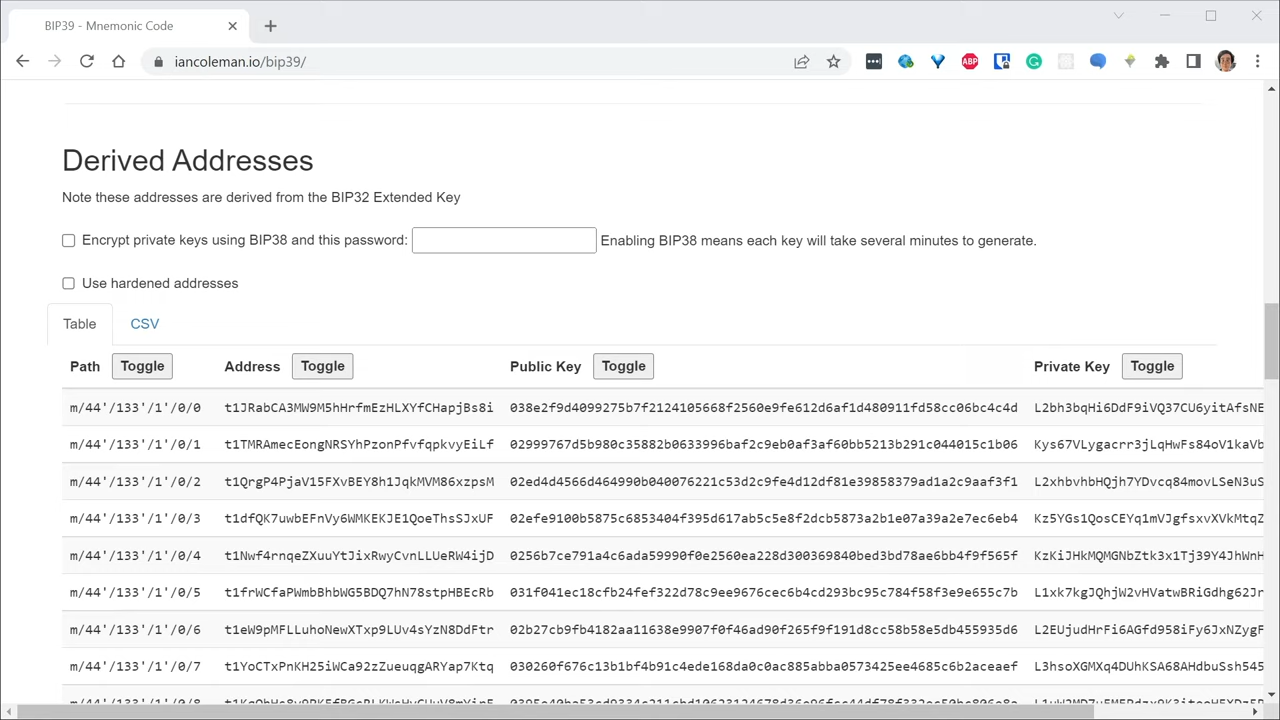 BIP39 - Mnemonic Code
iancoleman.io/bip39/
ABP
Derived Addresses
Note these addresses are derived from the BIP32 Extended Key
Encrypt private keys using BIP38 and this password: Enabling BIP38 means each key will take several minutes to generate.
Use hardened addresses
Table CSV
Path Toggle Address Toggle Public Key Toggle Private Key Toggle
m/44'/133'/1'/0/0 t1JRabCA3MW9M5hHrfmEzHLXYfCHapjBs8i 038e2f9d4099275b7f2124105668f2560e9fe612d6af1d480911fd58cc06bc4c4d L2bh3bqHi6DdF9iVQ37CU6yitAfsNE
m/44'/133'/1'/0/1 t1TMRAmecEongNRSYhPzonPfvfqpkvyEiLf 02999767d5b980c35882b0633996baf2c9eb0af3af60bb5213b291c044015c1b06 Kys67VLygacrr3jLqHwFs84oV1kaVb
m/44'/133'/1'/0/2 t1QrgP4PjaV15FXvBEY8h1JqkMVM86xzpsM 02ed4d4566d464990b040076221c53d2c9fe4d12df81e39858379ad1a2c9aaf3f1 L2xhbvhbHQjh7YDvcq84movLSeN3uS
m/44'/133'/1'/0/3 t1dfQK7uwbEFnVy6WMKEKJE1QoeThsSJxUF 02efe9100b5875c6853404f395d617ab5c5e8f2dcb5873a2b1e07a39a2e7ec6eb4 Kz5YGs1QosCEYq1mVJgfsxvXVkMtqZ
m/44'/133'/1'/0/4 t1Nwf4rnqeZXuuYtJixRwyCvnLLUeRW4ijD 0256b7ce791a4c6ada59990f0e2560ea228d300369840bed3bd78ae6bb4f9f565f KzKiJHkMQMGNbZtk3x1Tj39Y4JhWnH
m/44'/133'/1'/0/5 t1frWCfaPWmbBhbWG5BDQ7hN78stpHBEcRb 031f041ec18cfb24fef322d78c9ee9676cec6b4cd293bc95c784f58f3e9e655c7b L1xk7kgJQhjW2vHVatwBRiGdhg62Jr
m/44'/133'/1'/0/6 t1eW9pMFLLuhoNewXTxp9LUv4sYzN8DdFtr 02b27cb9fb4182aa11638e9907f0f46ad90f265f9f191d8cc58b58e5db455935d6 L2EUjudHrFi6AGfd958iFy6JxNZygF
m/44'/133'/1'/0/7 t1YoCTxPnKH25iWCa92zZueuqgARYap7Ktq 030260f676c13b1bf4b91c4ede168da0c0ac885abba0573425ee4685c6b2aceaef L3hsoXGMXq4DUhKSA68AHdbuSsh545
m/44'/133'/1'/0/8